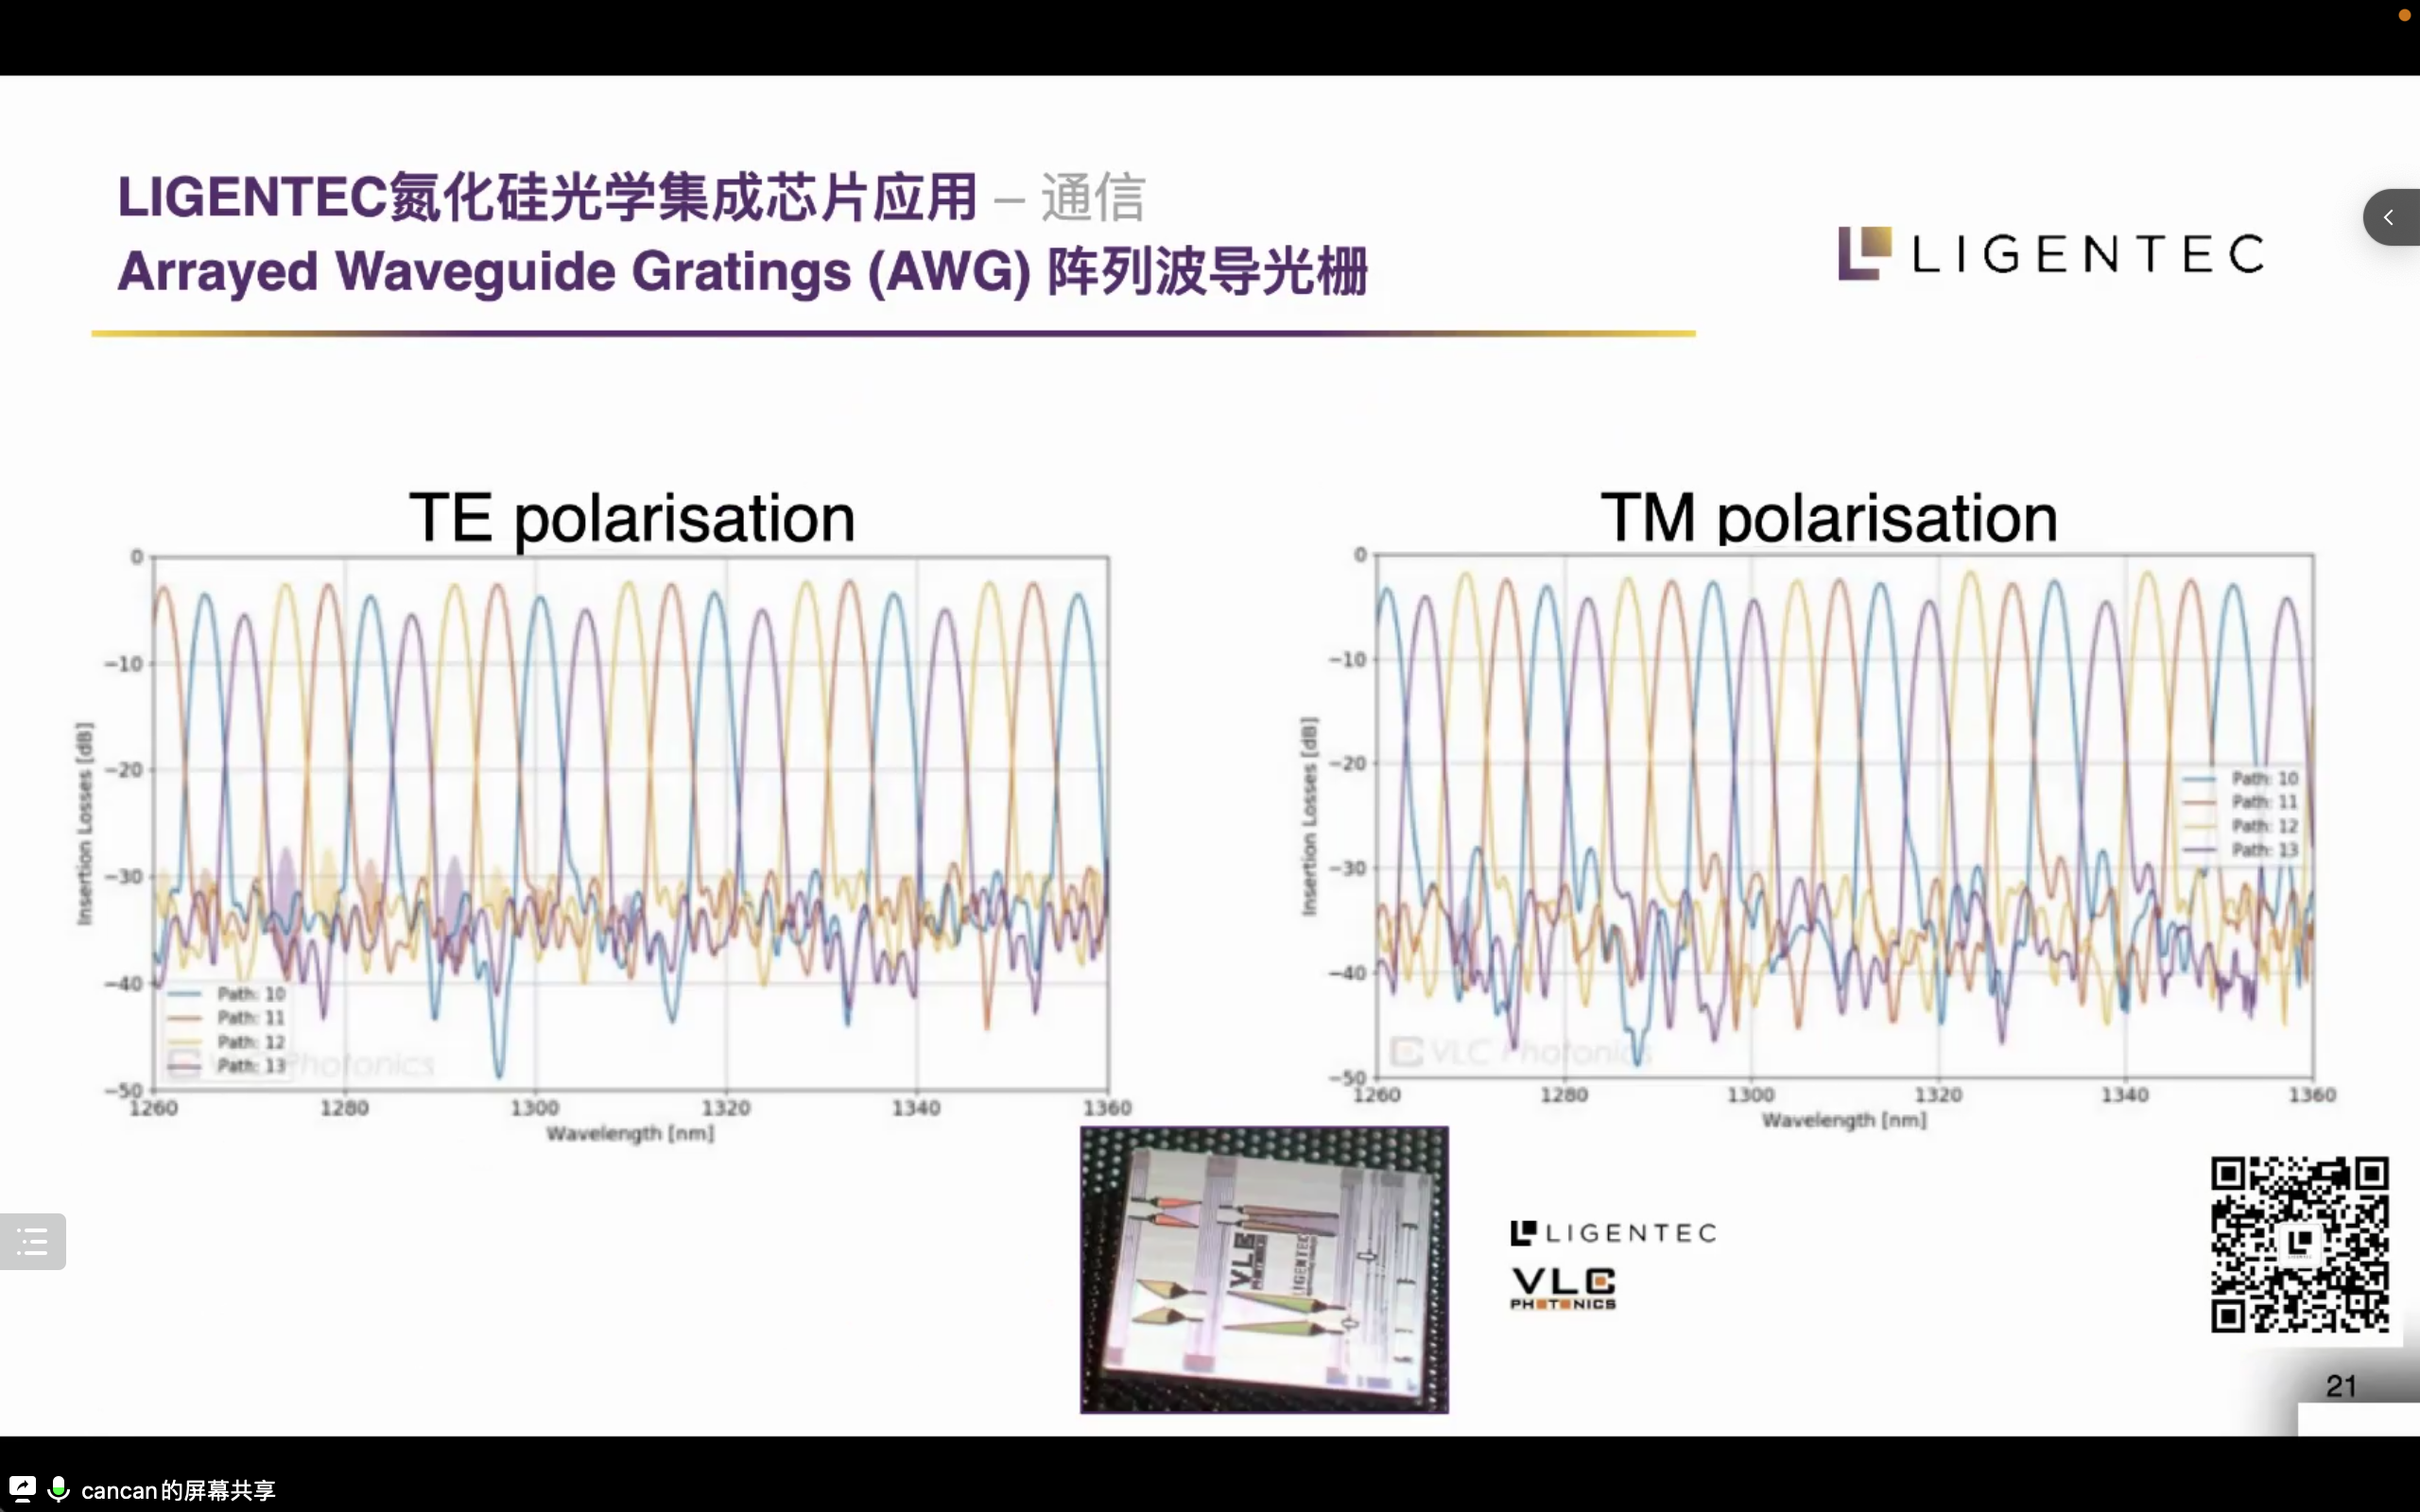 LIGENTEC氮化硅光学集成芯片应用 – 通信
Arrayed Waveguide Gratings (AWG) 阵列波导光栅
LIGENTEC
TE polarisation
0
−10
−20
−30
−40
−50
Insertion Losses [dB]
Path: 10
Path: 11
Path: 12
Path: 13
Photonics
1260 1280 1300 1320 1340 1360
Wavelength [nm]
TM polarisation
0
−10
−20
−30
−40
−50
Insertion Losses [dB]
Path: 10
Path: 11
Path: 12
Path: 13
VLC Photonics
1260 1280 1300 1320 1340 1360
Wavelength [nm]
VLC
LIGENTEC
LIGENTEC
VLC
PHOTONICS
21
cancan的屏幕共享